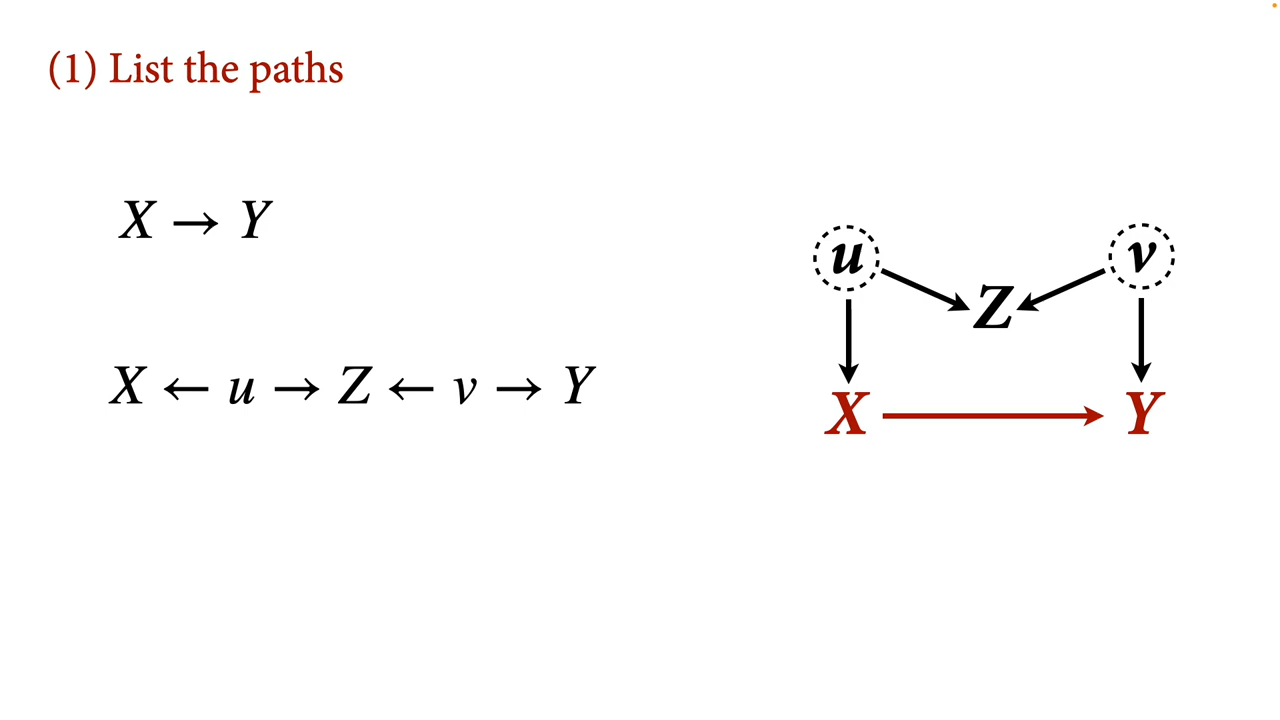 (1) List the paths
X → Y
X ← u → Z ← v → Y
u v
Z
X Y